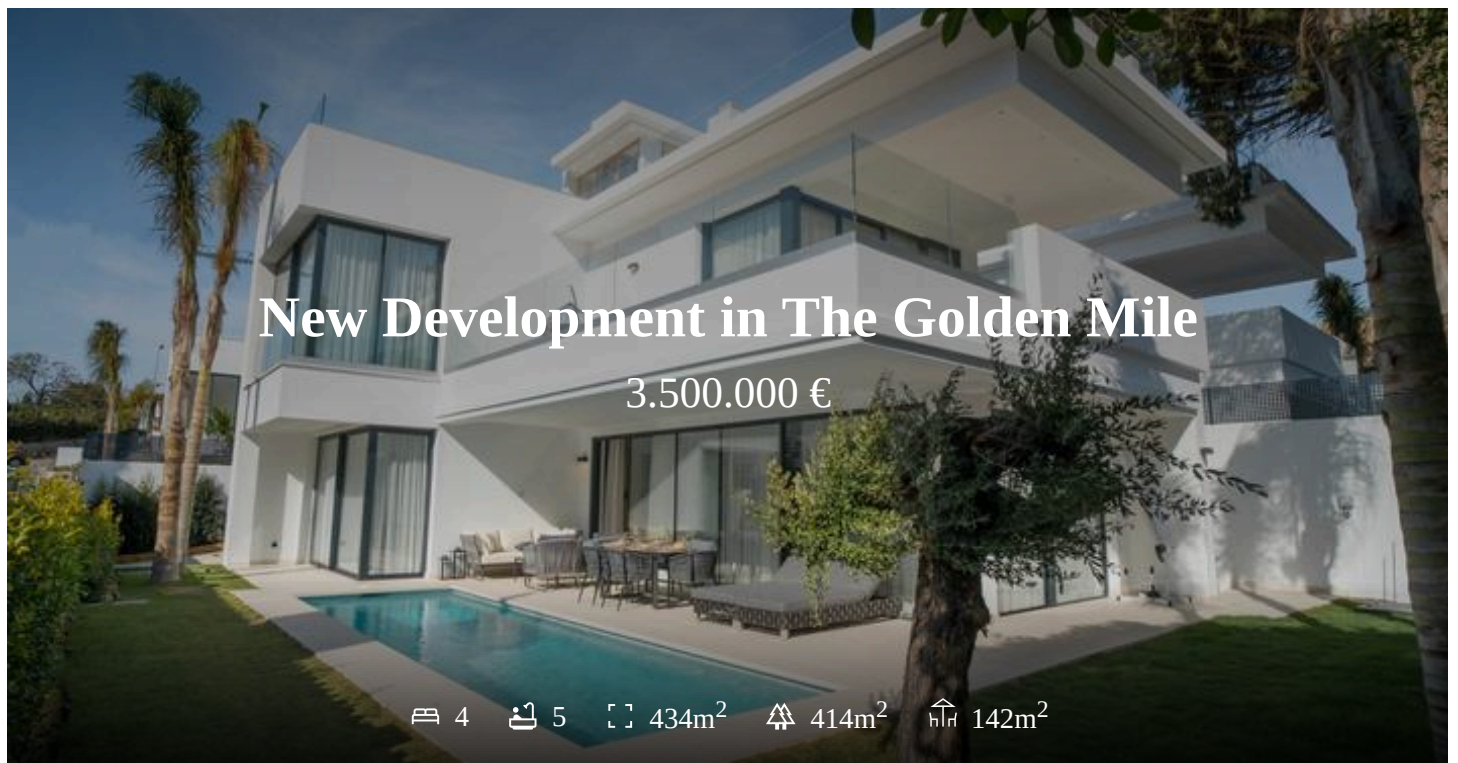 New Development in The Golden Mile
3.500.000 €
4 5 434m² 414m² 142m²